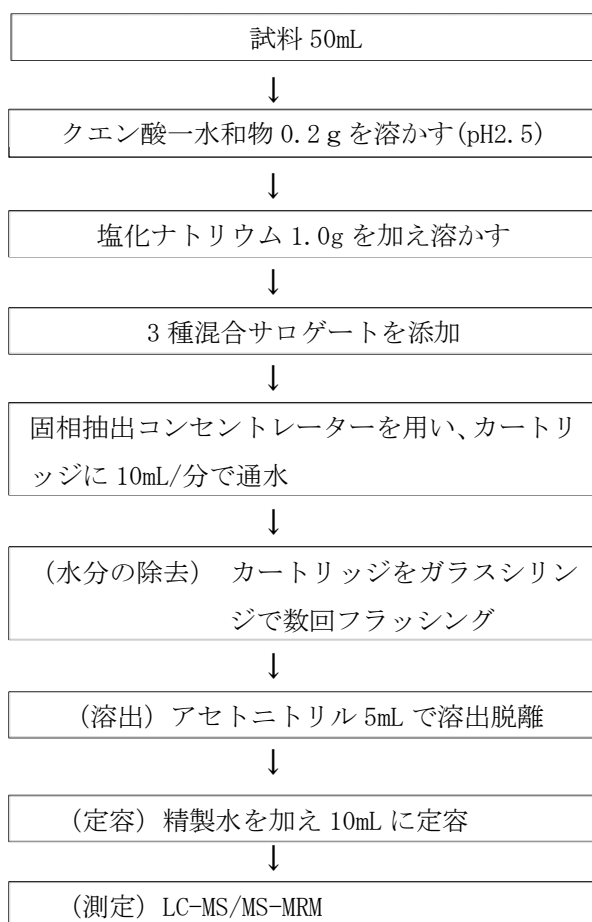 試料 50mL
↓
クエン酸一水和物 0.2ｇを溶かす(pH2.5)
↓
塩化ナトリウム 1.0g を加え溶かす
↓
3 種混合サロゲートを添加
↓
固相抽出コンセントレーターを用い、カートリ
ッジに 10mL/分で通水
↓
（水分の除去） カートリッジをガラスシリン
ジで数回フラッシング
↓
（溶出）アセトニトリル 5mL で溶出脱離
↓
（定容）精製水を加え 10mL に定容
↓
（測定）LC-MS/MS-MRM